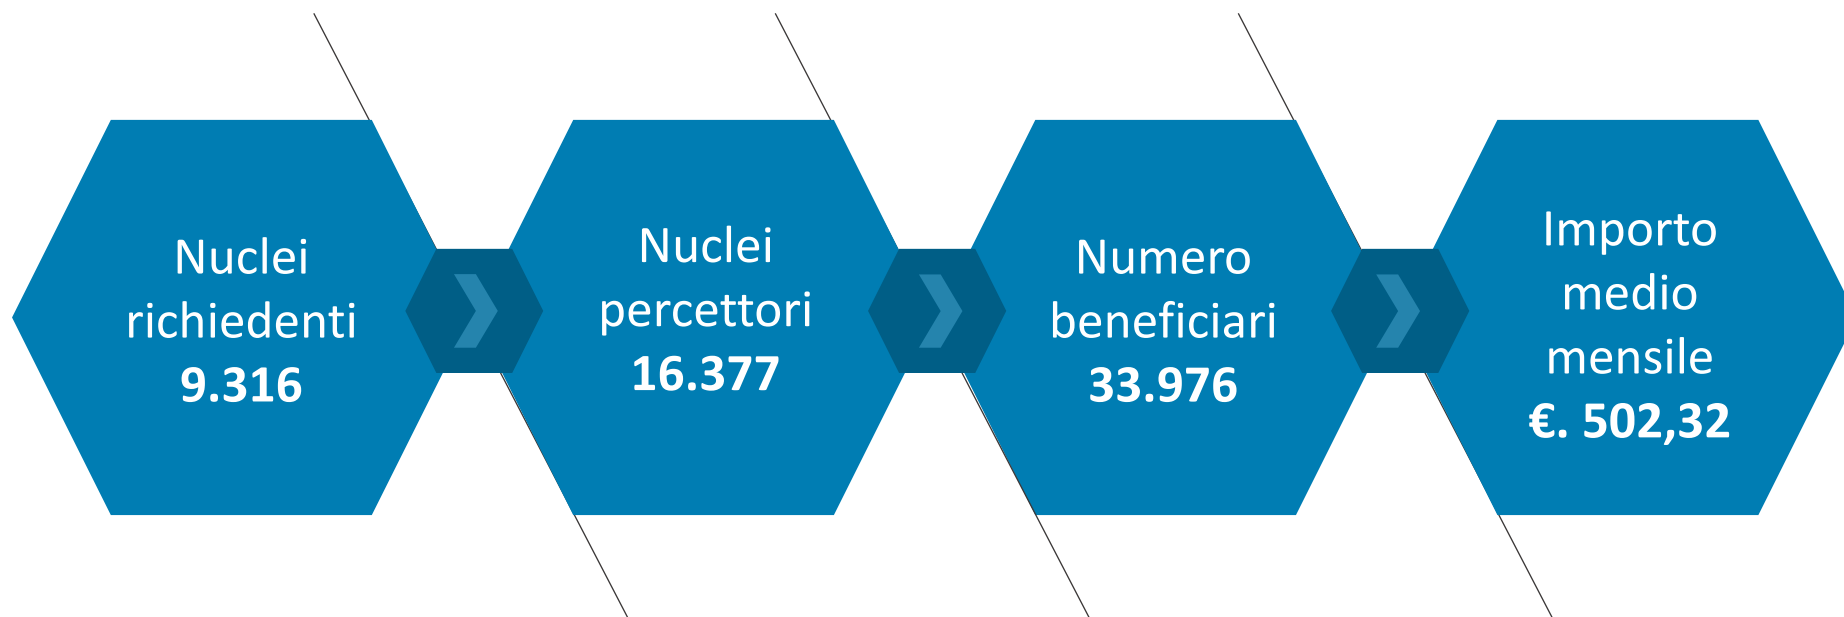 Nuclei
richiedenti
9.316
Nuclei
percettori
16.377
Numero
beneficiari
33.976
Importo
medio
mensile
€. 502,32